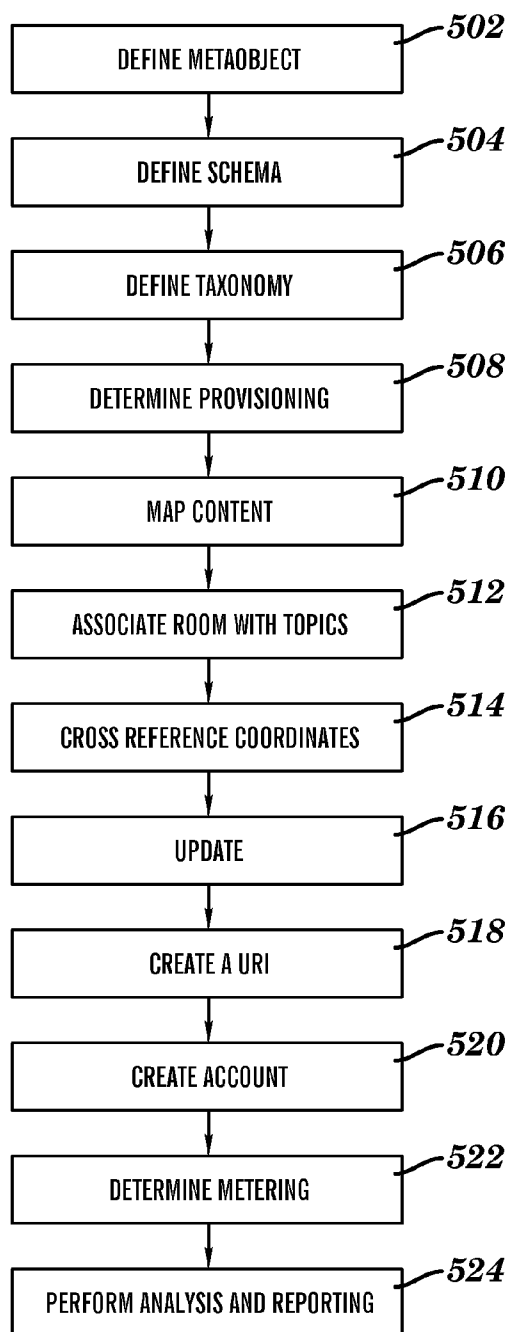 502
DEFINE METAOBJECT
504
DEFINE SCHEMA
506
DEFINE TAXONOMY
508
DETERMINE PROVISIONING
510
MAP CONTENT
512
ASSOCIATE ROOM WITH TOPICS
514
CROSS REFERENCE COORDINATES
516
UPDATE
518
CREATE A URI
520
CREATE ACCOUNT
522
DETERMINE METERING
524
PERFORM ANALYSIS AND REPORTING